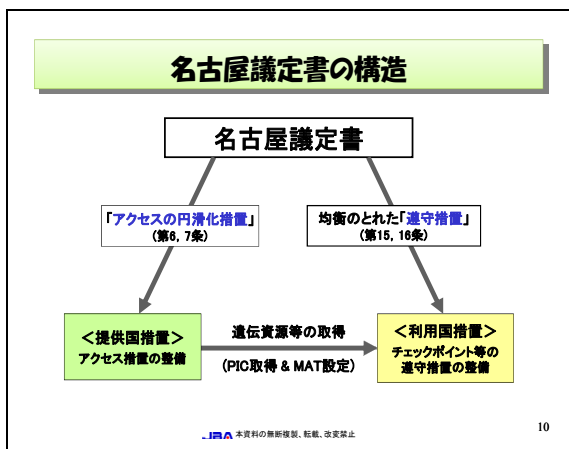 名古屋議定書の構造
名古屋議定書
「アクセスの円滑化措置」
(第6, 7条)
均衡のとれた「遵守措置」
(第15, 16条)
＜提供国措置＞
アクセス措置の整備
遺伝資源等の取得
(PIC取得 & MAT設定)
＜利用国措置＞
チェックポイント等の
遵守措置の整備
JBA 本資料の無断複製、転載、改変禁止
10